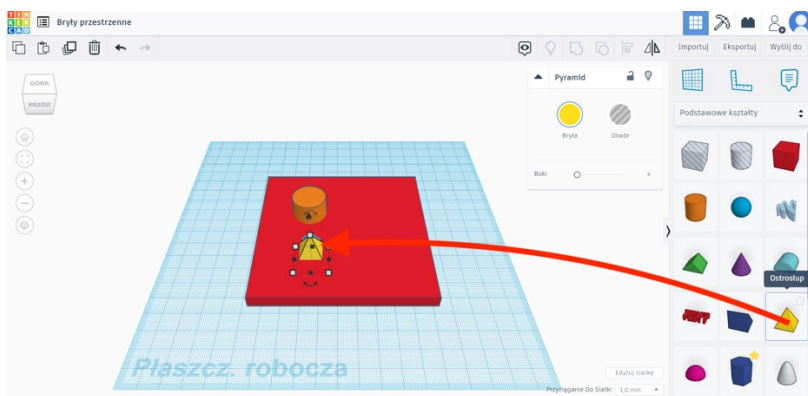 TIN
KER
CAD
Bryły przestrzenne
Importuj Eksportuj Wyślij do
GÓRA
PRZÓD
Pyramid
Bryła Otwór
Boki 4
Podstawowe kształty
Ostrosłup
TEXT
Płaszcz. robocza
Edytuj siatkę
Przyciąganie Do Siatki 1,0 mm